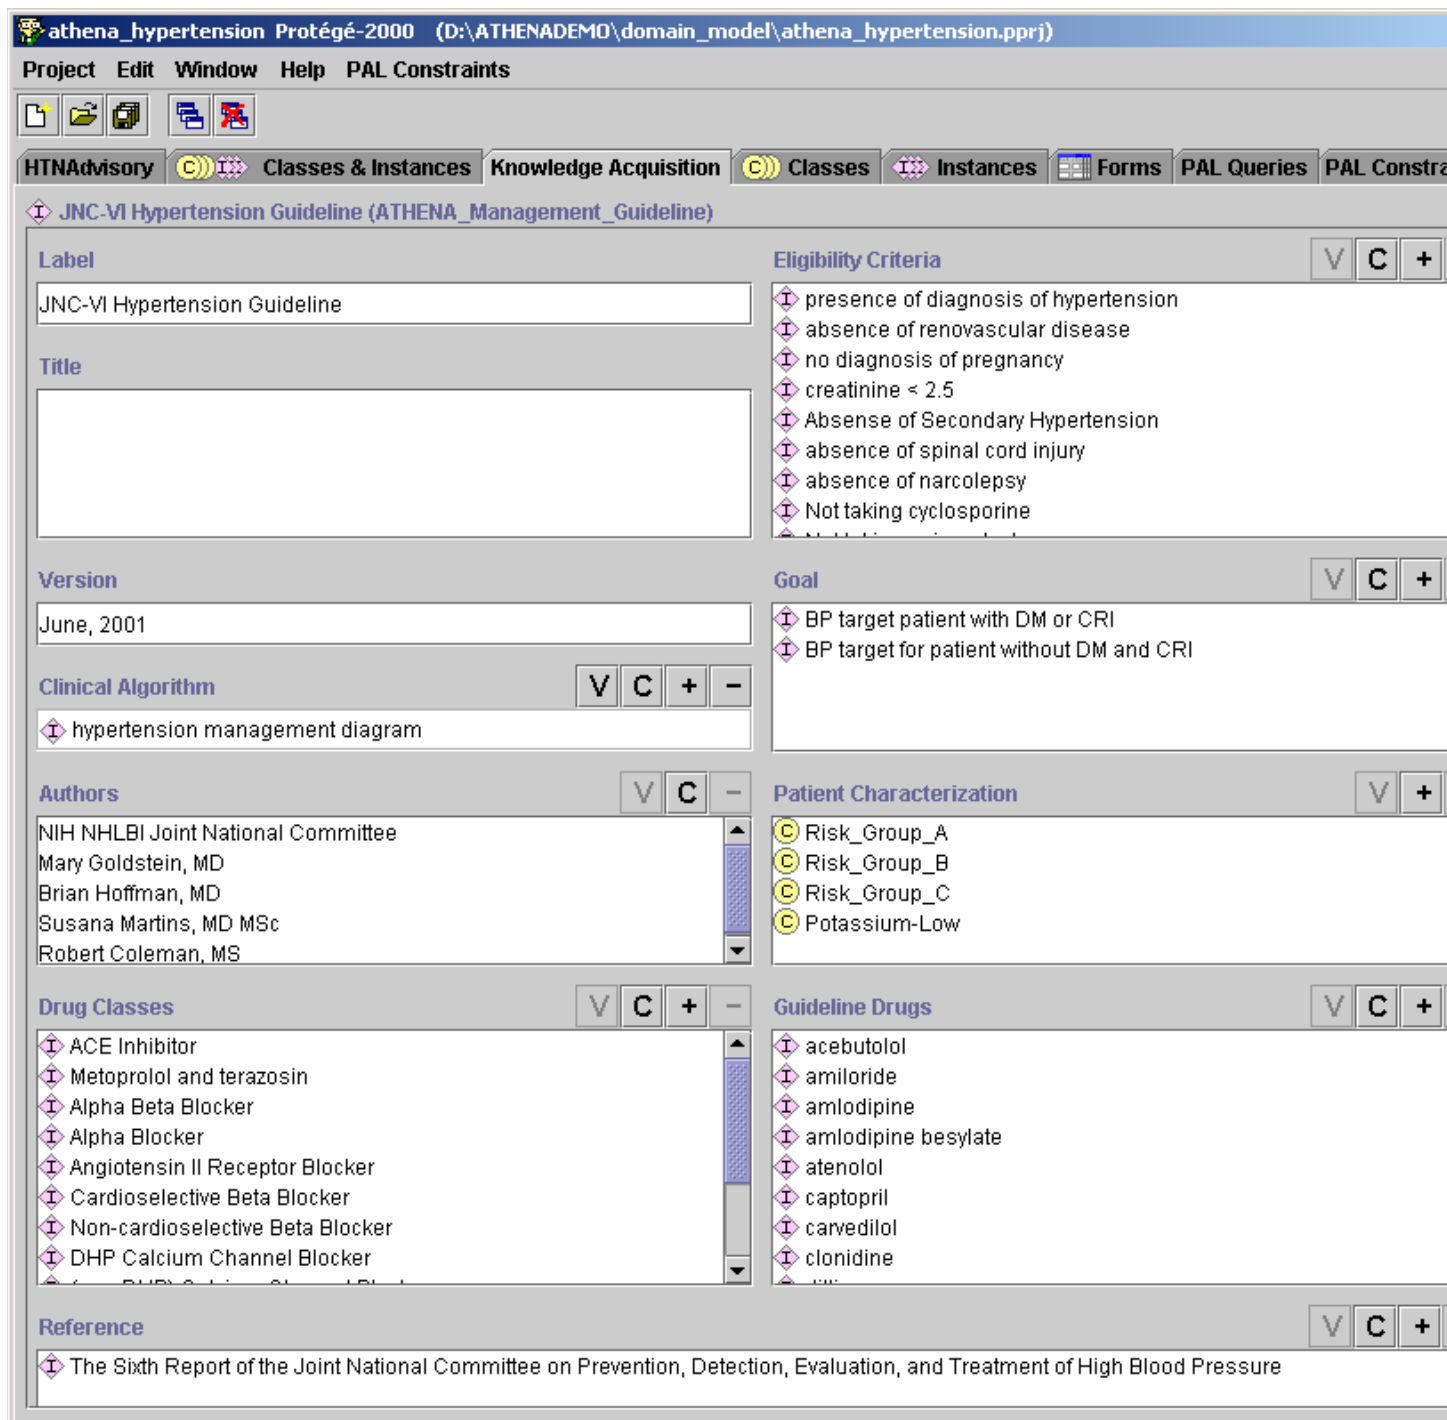 athena_hypertension Protégé-2000 (D:\ATHENADEMO\domain_model\athena_hypertension.pprj)
Project Edit Window Help PAL Constraints
HTNAdvisory C I Classes & Instances Knowledge Acquisition C Classes I Instances Forms PAL Queries PAL Constra
I JNC-VI Hypertension Guideline (ATHENA_Management_Guideline)
Label
JNC-VI Hypertension Guideline
Title
Version
June, 2001
Clinical Algorithm V C + −
I hypertension management diagram
Authors V C −
NIH NHLBI Joint National Committee
Mary Goldstein, MD
Brian Hoffman, MD
Susana Martins, MD MSc
Robert Coleman, MS
Drug Classes V C + −
I ACE Inhibitor
I Metoprolol and terazosin
I Alpha Beta Blocker
I Alpha Blocker
I Angiotensin II Receptor Blocker
I Cardioselective Beta Blocker
I Non-cardioselective Beta Blocker
I DHP Calcium Channel Blocker
Eligibility Criteria V C +
I presence of diagnosis of hypertension
I absence of renovascular disease
I no diagnosis of pregnancy
I creatinine < 2.5
I Absense of Secondary Hypertension
I absence of spinal cord injury
I absence of narcolepsy
I Not taking cyclosporine
Goal V C +
I BP target patient with DM or CRI
I BP target for patient without DM and CRI
Patient Characterization V +
C Risk_Group_A
C Risk_Group_B
C Risk_Group_C
C Potassium-Low
Guideline Drugs V C +
I acebutolol
I amiloride
I amlodipine
I amlodipine besylate
I atenolol
I captopril
I carvedilol
I clonidine
Reference V C +
I The Sixth Report of the Joint National Committee on Prevention, Detection, Evaluation, and Treatment of High Blood Pressure